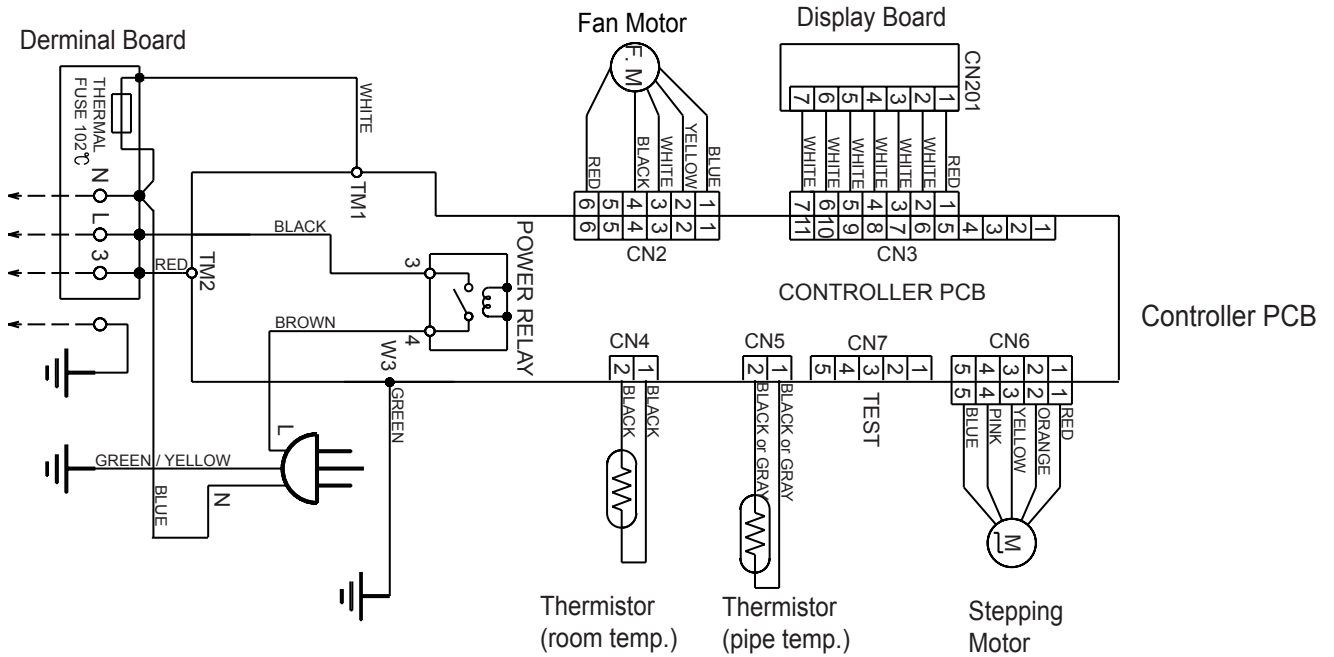 Derminal Board
Fan Motor
Display Board
THERMAL
FUSE 102℃
WHITE
F. M
CN201
7 6 5 4 3 2 1
RED
BLACK
WHITE
YELLOW
BLUE
WHITE
WHITE
WHITE
WHITE
WHITE
WHITE
RED
N
L
3
TM1
6 5 4 3 2 1
6 5 4 3 2 1
CN2
7 6 5 4 3 2 1
11 10 9 8 7 6 5 4 3 2 1
CN3
BLACK
RED
TM2
3
4
POWER RELAY
CONTROLLER PCB
Controller PCB
BROWN
W3
GREEN
CN4
2 1
BLACK
BLACK
CN5
2 1
BLACK or GRAY
BLACK or GRAY
CN7
5 4 3 2 1
TEST
CN6
5 4 3 2 1
5 4 3 2 1
BLUE
PINK
YELLOW
ORANGE
RED
L
GREEN / YELLOW
N
BLUE
M
Thermistor
(room temp.)
Thermistor
(pipe temp.)
Stepping
Motor